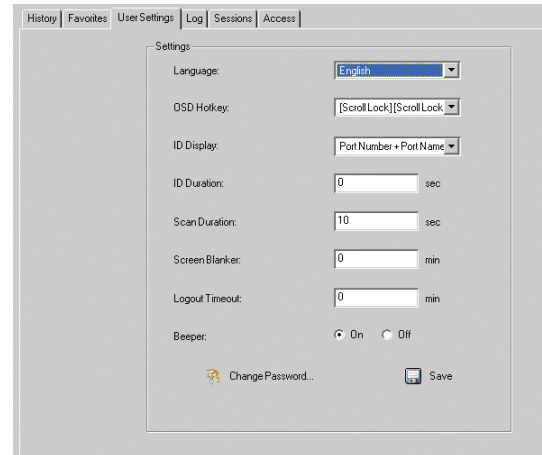 History Favorites User Settings Log Sessions Access
Settings
Language: English
OSD Hotkey: [Scroll Lock] [Scroll Lock
ID Display: Port Number + Port Name
ID Duration: 0 sec
Scan Duration: 10 sec
Screen Blanker: 0 min
Logout Timeout: 0 min
Beeper: On Off
Change Password... Save